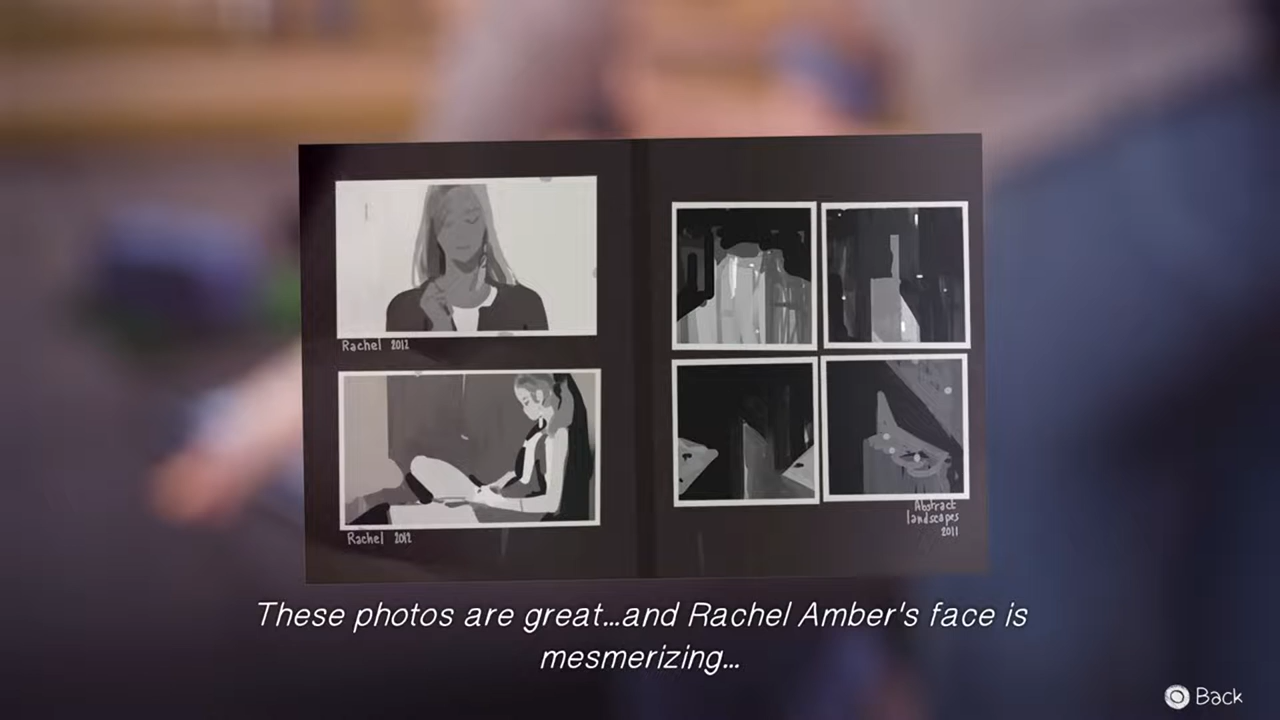 Rachel 2012
Rachel 2012
Abstract
landscapes
2011
These photos are great...and Rachel Amber's face is
mesmerizing...
Back